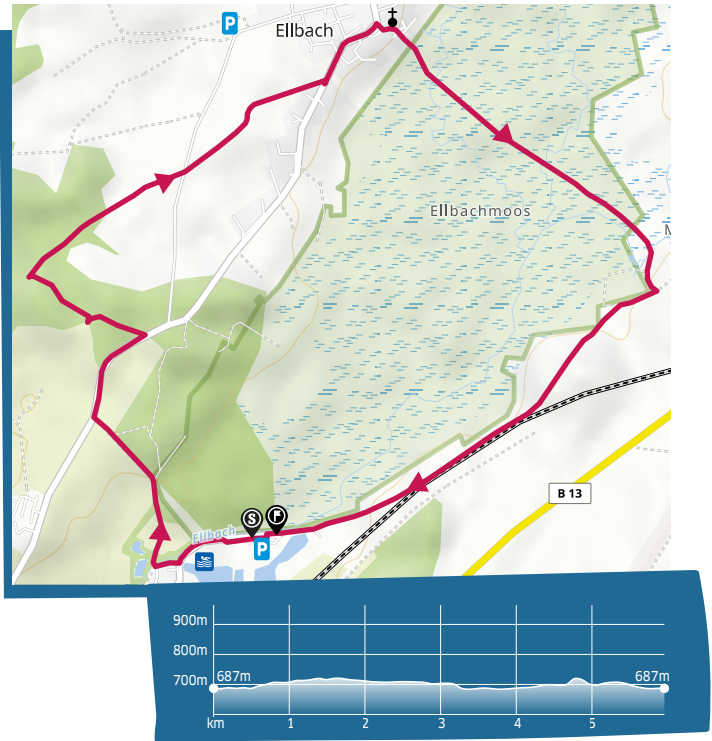 P
Ellbach
Ellbachmoos
M
B 13
S
F
Ellbach
P
900m
800m
700m
687m
687m
km
1
2
3
4
5